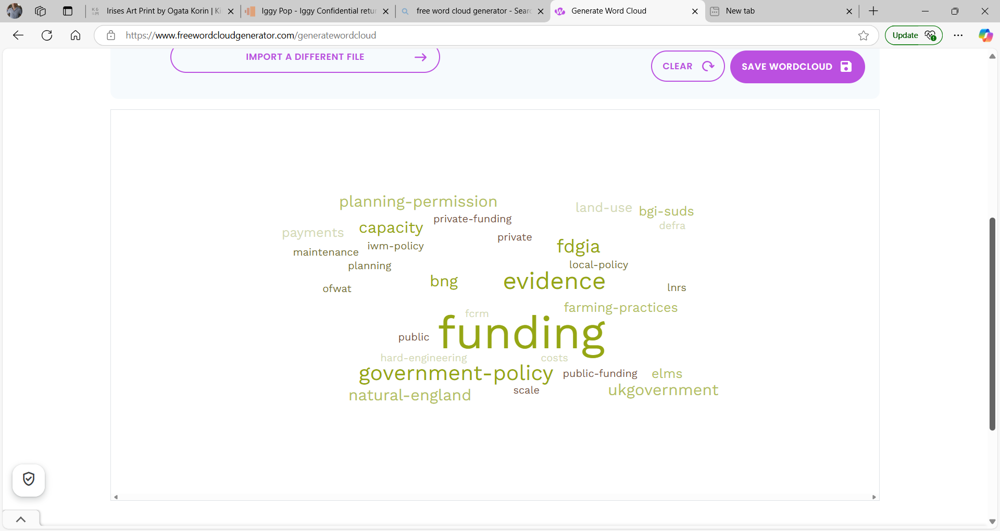 Irises Art Print by Ogata Korin | Ki
Iggy Pop - Iggy Confidential retur
free word cloud generator - Searc
Generate Word Cloud
New tab
https://www.freewordcloudgenerator.com/generatewordcloud
Update
IMPORT A DIFFERENT FILE
CLEAR
SAVE WORDCLOUD
planning-permission
land-use
bgi-suds
private-funding
defra
payments
capacity
private
iwm-policy
fdgia
maintenance
planning
local-policy
bng
evidence
ofwat
lnrs
farming-practices
fcrm
funding
public
hard-engineering
costs
government-policy
public-funding
elms
natural-england
scale
ukgovernment